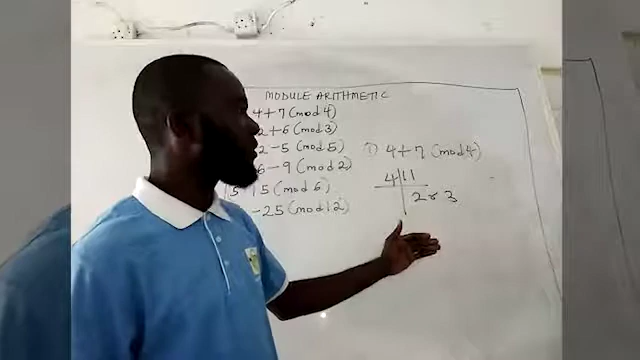 MODULE ARITHMETIC
4+7 (mod 4)
2+6 (mod 3)
2-5 (mod 5)
6-9 (mod 2)
5 15 (mod 6)
-25 (mod 12)
① 4+7 (mod 4)
4 11
2 r 3